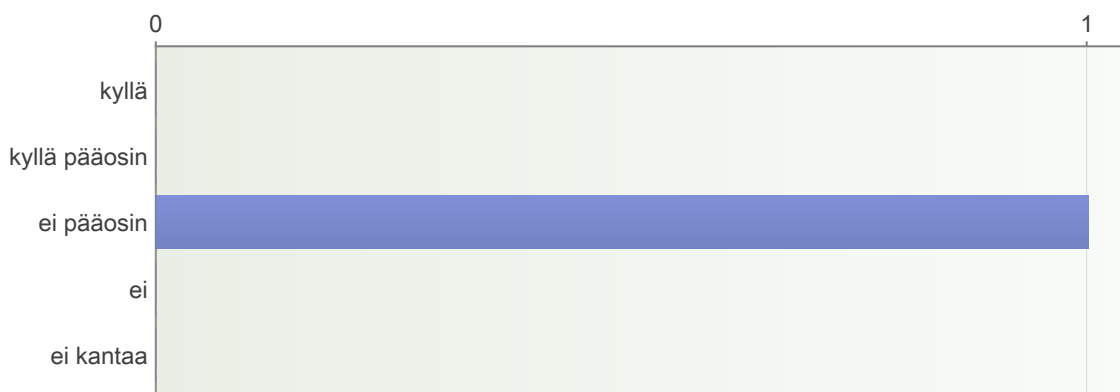 0 1
kyllä
kyllä pääosin
ei pääosin
ei
ei kantaa